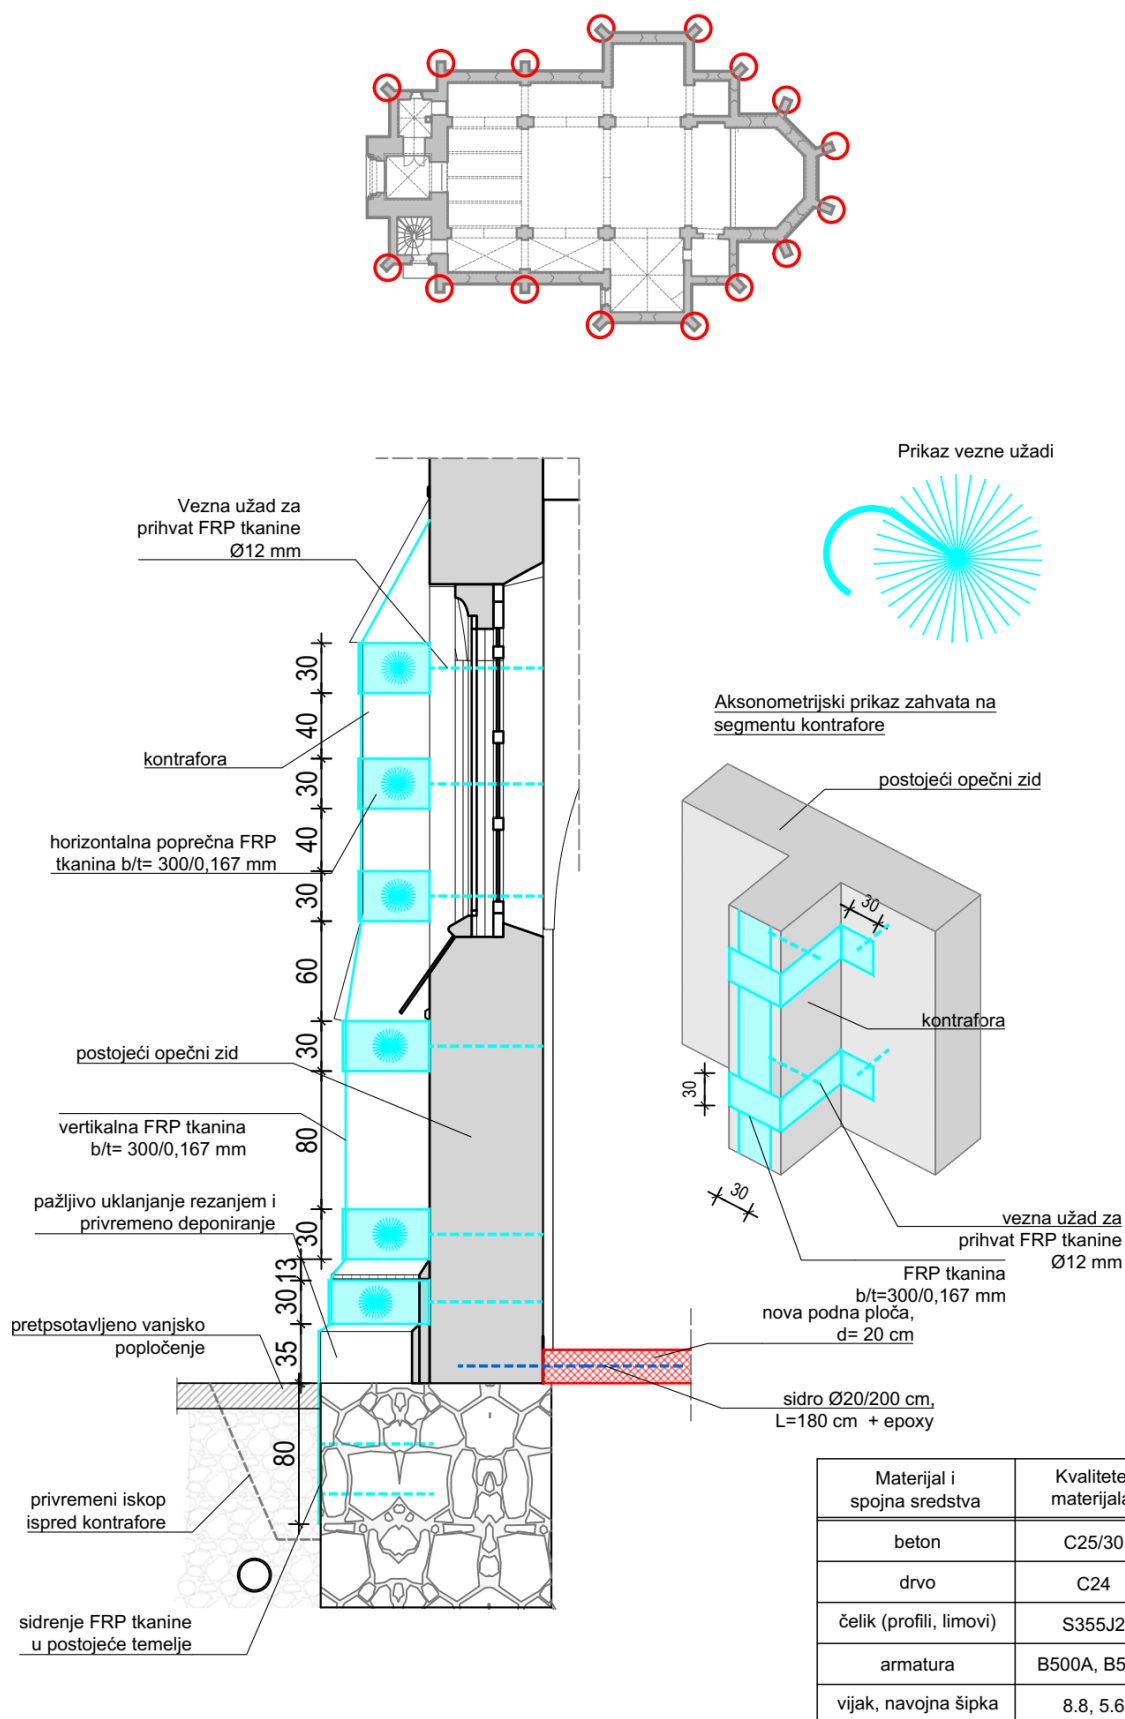 Prikaz vezne užadi
Vezna užad za
prihvat FRP tkanine
Ø12 mm
30
40
kontrafora
30
horizontalna poprečna FRP
tkanina b/t= 300/0,167 mm
40
30
60
postojeći opečni zid
30
vertikalna FRP tkanina
b/t= 300/0,167 mm
80
pažljivo uklanjanje rezanjem i
privremeno deponiranje
30
13
30
pretpsotavljeno vanjsko
popločenje
35
80
privremeni iskop
ispred kontrafore
sidrenje FRP tkanine
u postojeće temelje
Aksonometrijski prikaz zahvata na
segmentu kontrafore
postojeći opečni zid
30
kontrafora
30
30
vezna užad za
prihvat FRP tkanine
Ø12 mm
FRP tkanina
b/t=300/0,167 mm
nova podna ploča,
d= 20 cm
sidro Ø20/200 cm,
L=180 cm + epoxy
Materijal i
spojna sredstva
Kvalitete
materijala
beton C25/30
drvo C24
čelik (profili, limovi) S355J2
armatura B500A, B5
vijak, navojna šipka 8.8, 5.6